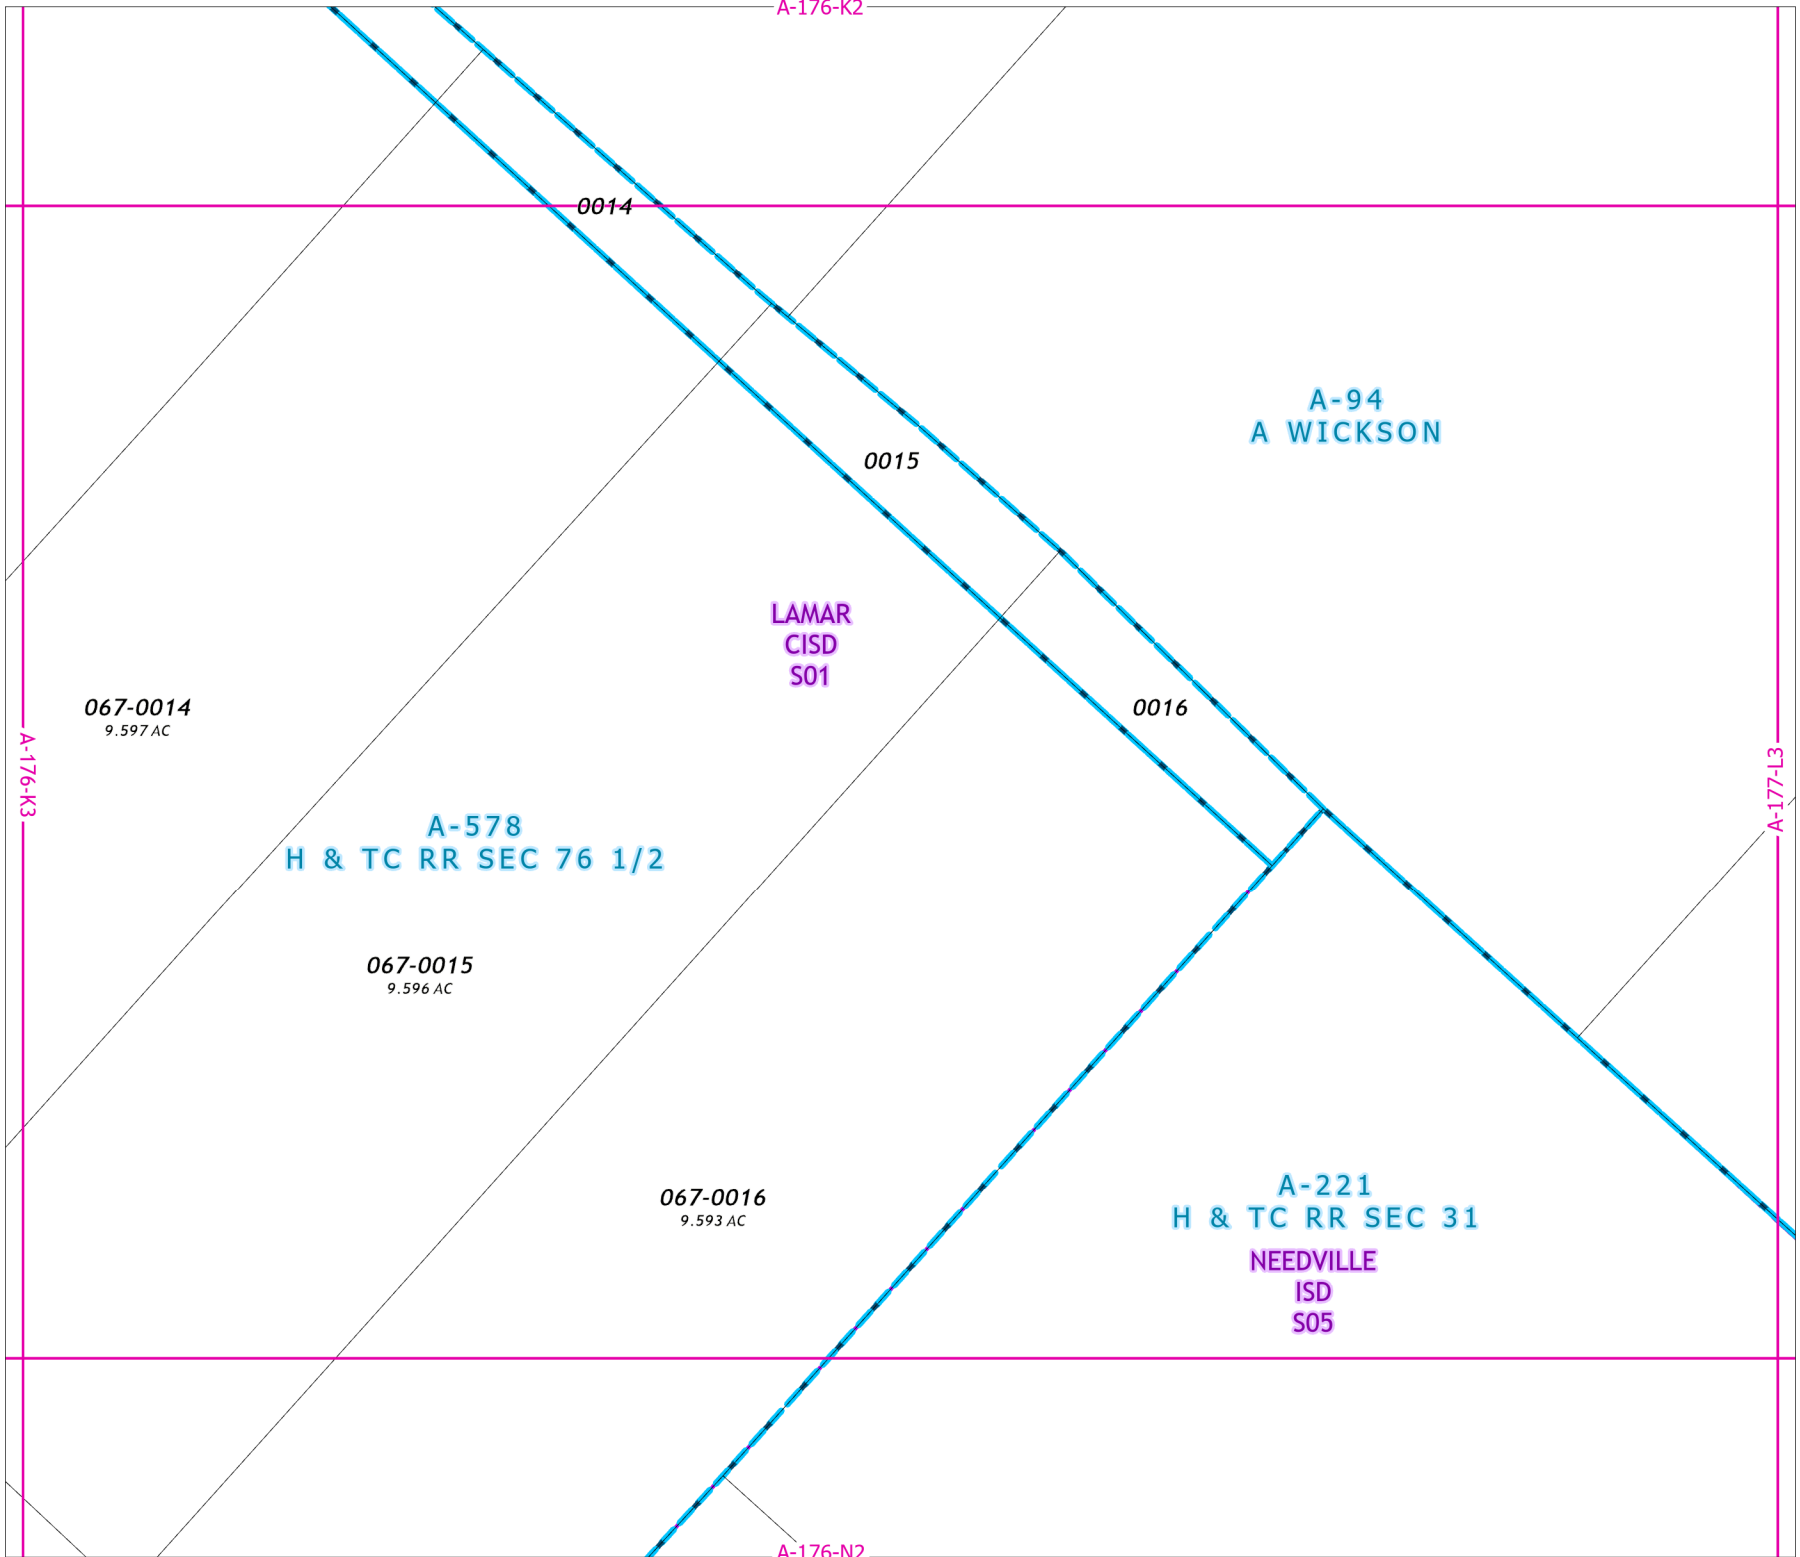 A-176-K2
0014
A-94
A WICKSON
0015
LAMAR
CISD
S01
067-0014
9.597 AC
0016
A-176-K3
A-177-L3
A-578
H & TC RR SEC 76 1/2
067-0015
9.596 AC
067-0016
9.593 AC
A-221
H & TC RR SEC 31
NEEDVILLE
ISD
S05
A-176-N2